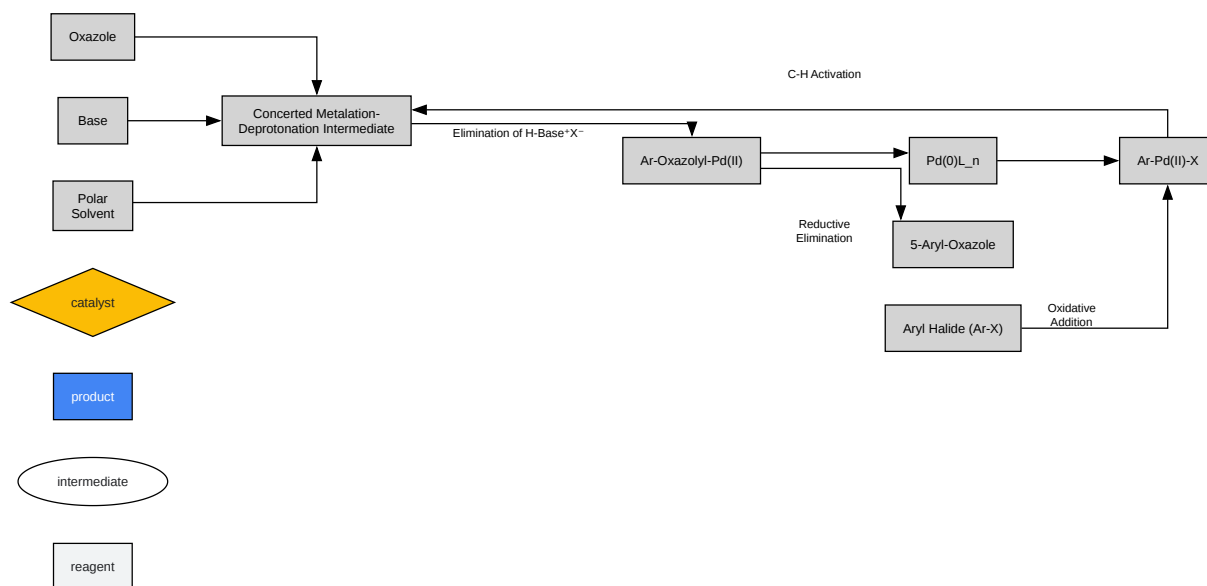 Oxazole
C-H Activation
Concerted Metalation-
Deprotonation Intermediate
Base
Elimination of H-Base⁺X⁻
Ar-Oxazolyl-Pd(II)
Pd(0)L_n
Ar-Pd(II)-X
Polar
Solvent
Reductive
Elimination
5-Aryl-Oxazole
catalyst
Aryl Halide (Ar-X)
Oxidative
Addition
product
intermediate
reagent